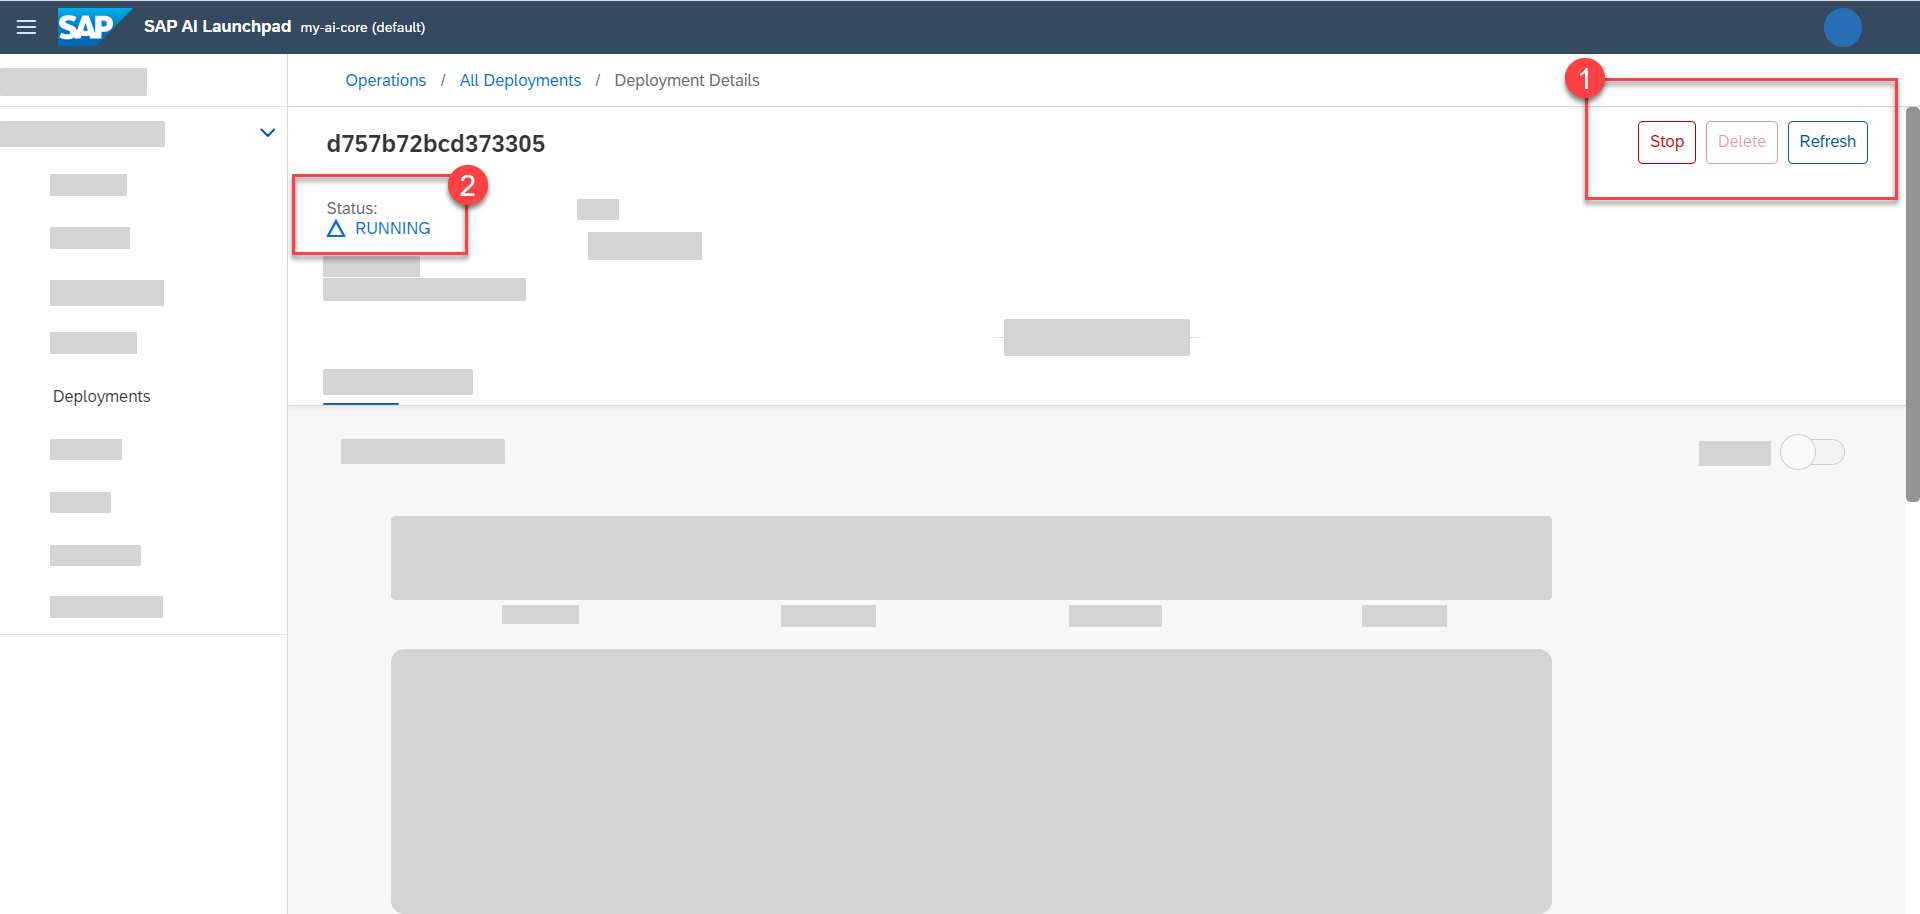 SAP SAP AI Launchpad my-ai-core (default)
Operations / All Deployments / Deployment Details
1
d757b72bcd373305
Stop Delete Refresh
2
Status:
RUNNING
Deployments